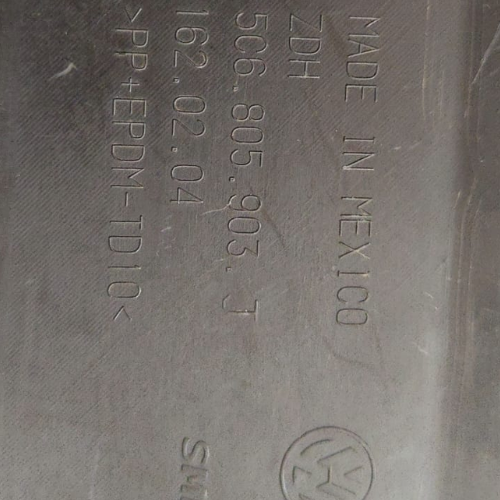 MADE IN MEXICO
ZDH
5C6.805.903.J
162.02.04
>PP+EPDM-TD10<